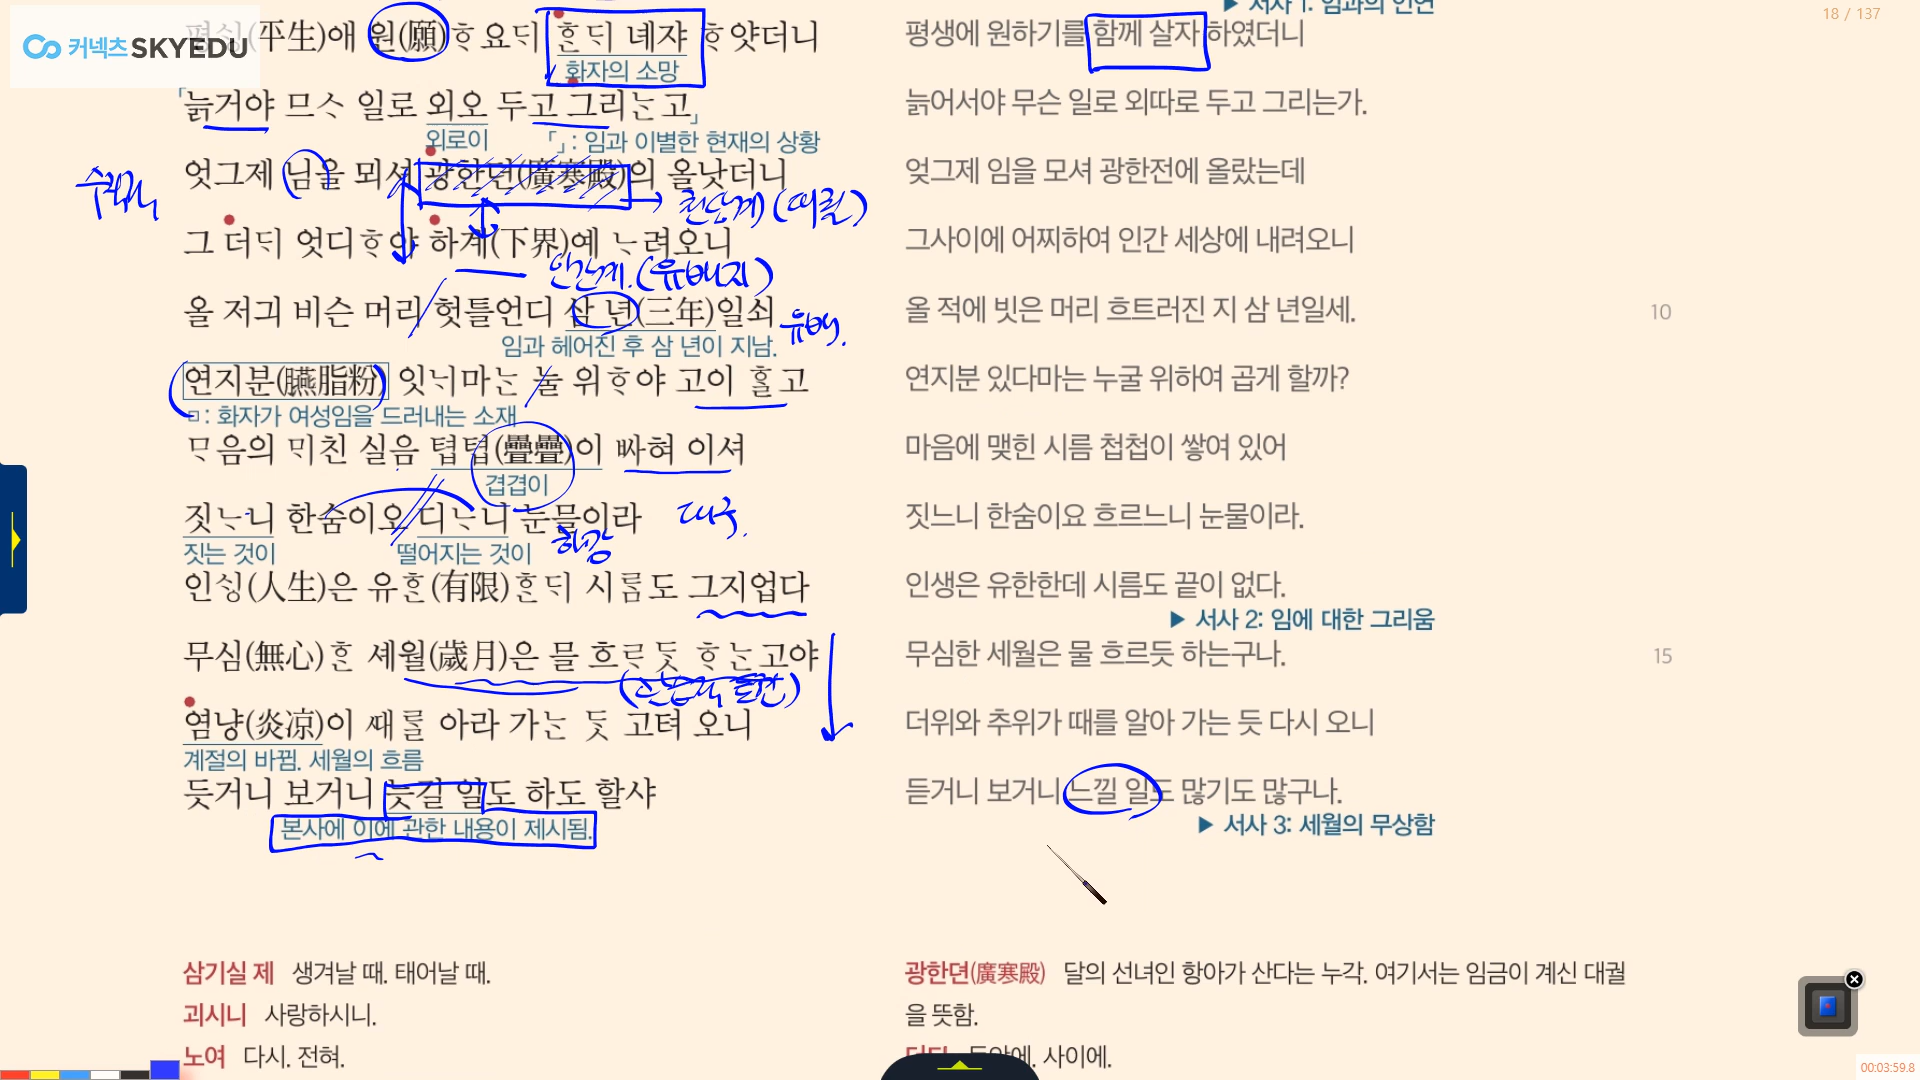 ▶ 서사 1: 임과의 인연
18 / 137
커넥츠 SKYEDU
평ᄉᆡᆼ(平生)애 원(願)ᄒᆞ요ᄃᆡ ᄒᆞᆫᄃᆡ 녜쟈 ᄒᆞ얏더니
화자의 소망
늙거야 므ᄉᆞ 일로 외오 두고 그리ᄂᆞᆫ고
외로이
「」: 임과 이별한 현재의 상황
엇그제 님을 뫼셔 광한뎐(廣寒殿)의 올낫더니
천상계 (대궐)
그 더ᄃᆡ 엇디ᄒᆞ야 하계(下界)예 ᄂᆞ려오니
인간계. (유배지)
올 저긔 비슨 머리 헛틀언디 삼 년(三年)일쇠
유배.
임과 헤어진 후 삼 년이 지남.
연지분(臙脂粉) 잇ᄂᆡ마ᄂᆞᆫ 눌 위ᄒᆞ야 고이 ᄒᆞᆯ고
□: 화자가 여성임을 드러내는 소재
ᄆᆞ음의 ᄆᆡ친 실음 텹텹(疊疊)이 ᄡᅡ혀 이셔
겹겹이
짓ᄂᆞ니 한숨이오 디ᄂᆞ니 눈믈이라
대구.
짓는 것이
떨어지는 것이
하강
인ᄉᆡᆼ(人生)은 유ᄒᆞᆫ(有限)ᄒᆞᆫᄃᆡ 시ᄅᆞᆷ도 그지업다
무심(無心)ᄒᆞᆫ 셰월(歲月)은 믈 흐ᄅᆞᄃᆞᆺ ᄒᆞᄂᆞᆫ고야
염냥(炎凉)이 ᄣᅢᄅᆞᆯ 아라 가ᄂᆞᆫ ᄃᆞᆺ 고텨 오니
계절의 바뀜. 세월의 흐름
듯거니 보거니 늣길 일도 하도 할샤
본사에 이에 관한 내용이 제시됨.
평생에 원하기를 함께 살자 하였더니
늙어서야 무슨 일로 외따로 두고 그리는가.
엊그제 임을 모셔 광한전에 올랐는데
그사이에 어찌하여 인간 세상에 내려오니
올 적에 빗은 머리 흐트러진 지 삼 년일세.
10
연지분 있다마는 누굴 위하여 곱게 할까?
마음에 맺힌 시름 첩첩이 쌓여 있어
짓느니 한숨이요 흐르느니 눈물이라.
인생은 유한한데 시름도 끝이 없다.
▶ 서사 2: 임에 대한 그리움
무심한 세월은 물 흐르듯 하는구나.
15
더위와 추위가 때를 알아 가는 듯 다시 오니
듣거니 보거니 느낄 일도 많기도 많구나.
▶ 서사 3: 세월의 무상함
삼기실 제 생겨날 때. 태어날 때.
괴시니 사랑하시니.
노여 다시. 전혀.
광한뎐(廣寒殿) 달의 선녀인 항아가 산다는 누각. 여기서는 임금이 계신 대궐
을 뜻함.
사이에.
00:03:59.8